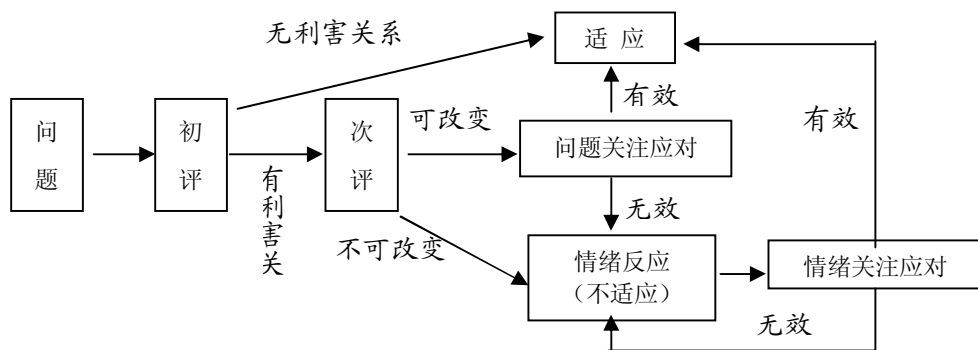 无利害关系
适 应
有效
有效
问
题
初
评
次
评
可改变
问题关注应对
有
利
害
关
无效
不可改变
情绪反应
（不适应）
情绪关注应对
无效